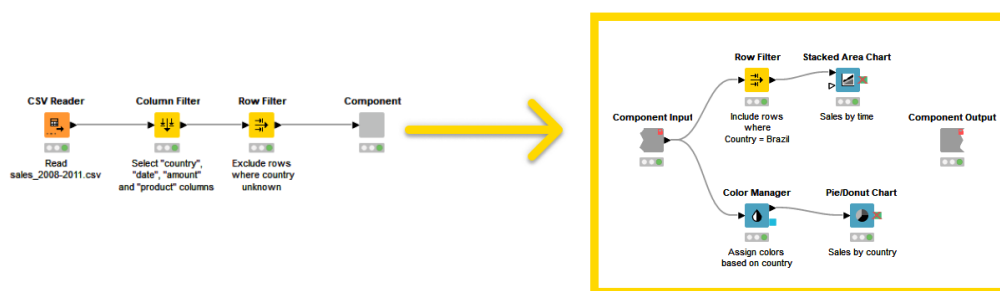 CSV Reader
Read
sales_2008-2011.csv
Column Filter
Select "country",
"date", "amount"
and "product" columns
Row Filter
Exclude rows
where country
unknown
Component
Component Input
Row Filter
Include rows
where
Country = Brazil
Stacked Area Chart
Sales by time
Color Manager
Assign colors
based on country
Pie/Donut Chart
Sales by country
Component Output